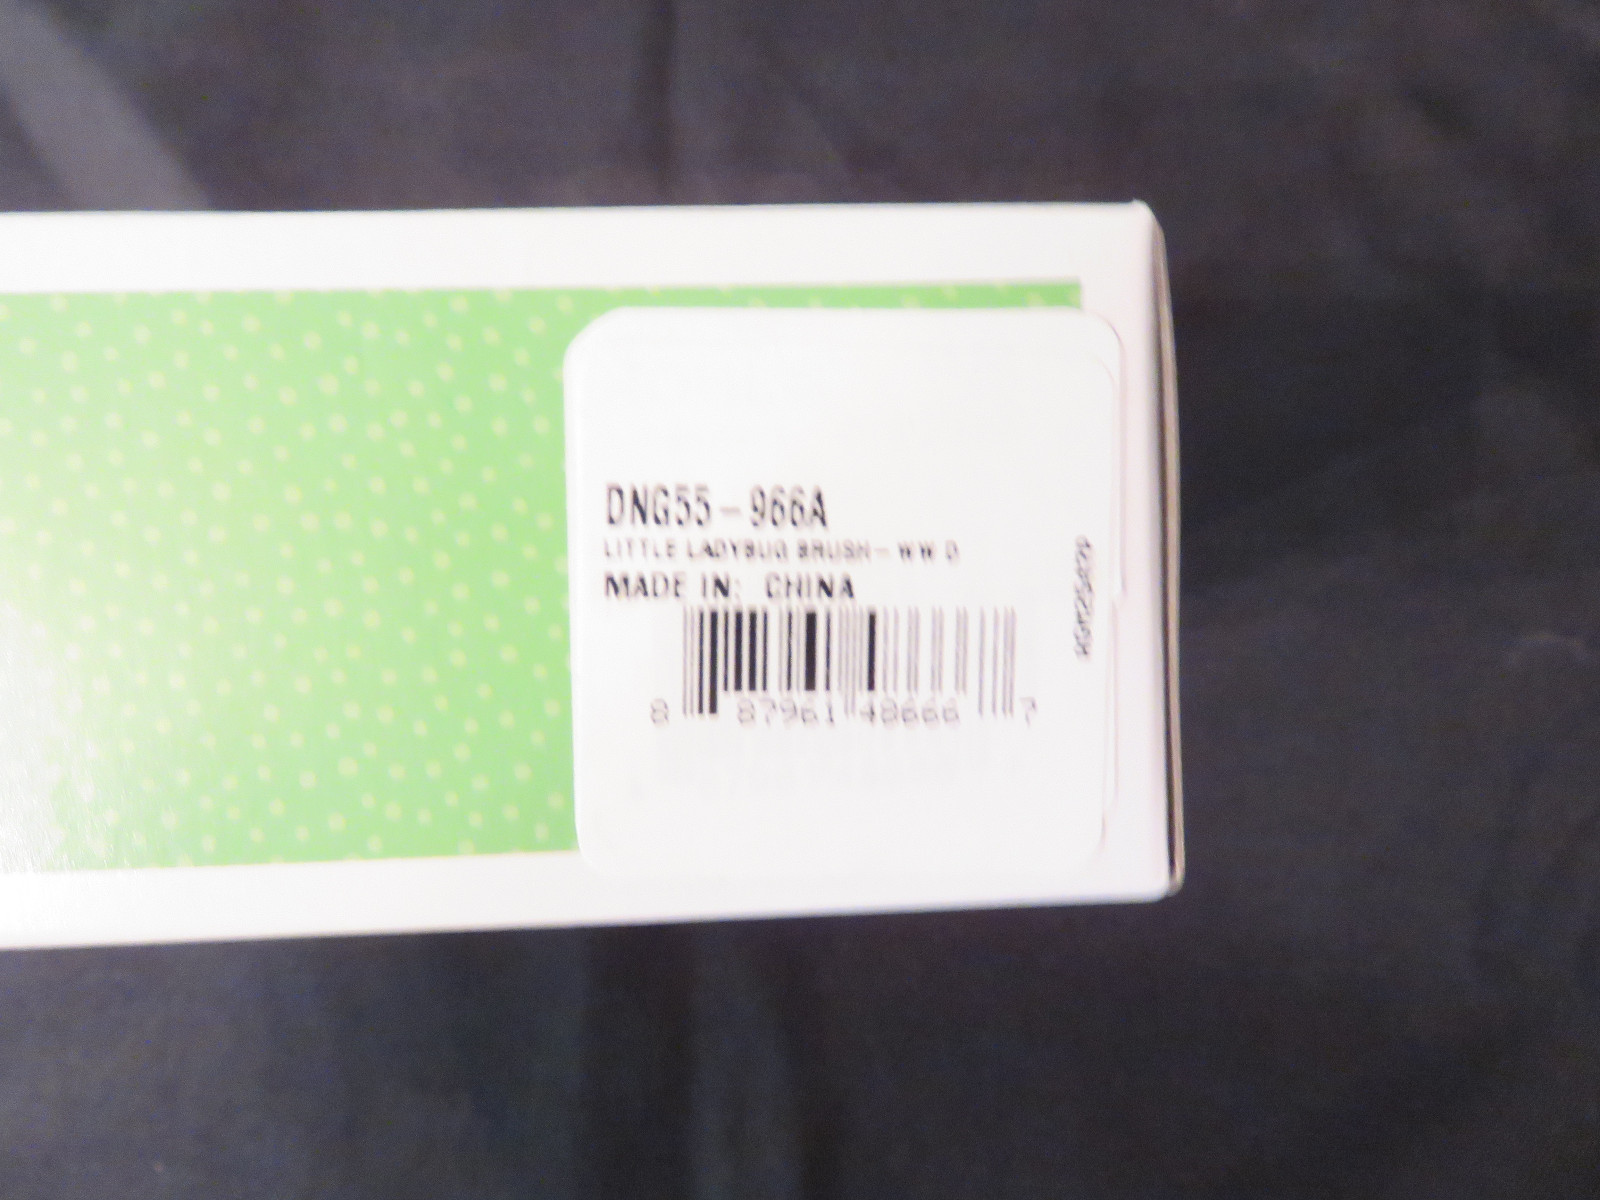 DNG55-966A
LITTLE LADYBUG BRUSH-WW D
MADE IN: CHINA
8 87961 48666 7